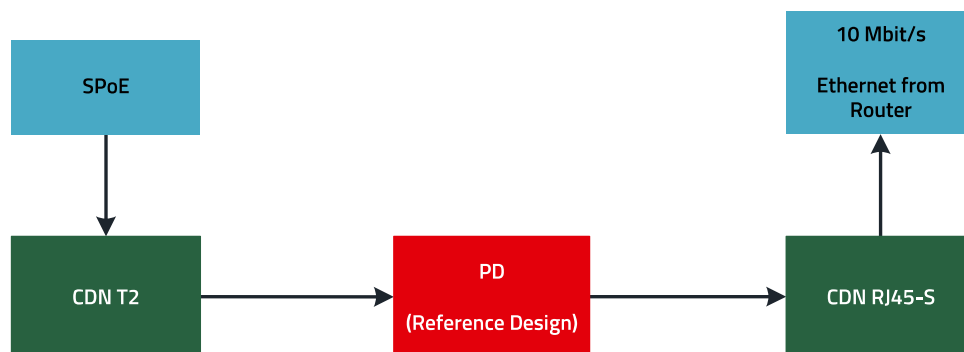 10 Mbit/s
SPoE
Ethernet from
Router
CDN T2
PD
(Reference Design)
CDN RJ45-S